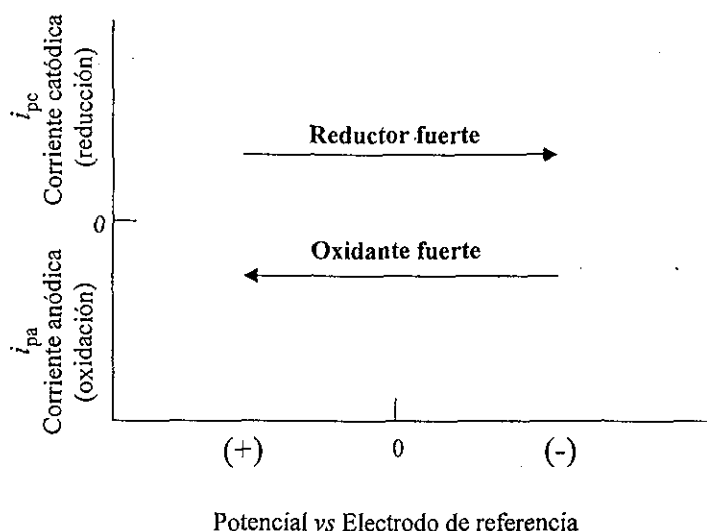 i_pc
Corriente catódica
(reducción)
Reductor fuerte
0
Oxidante fuerte
i_pa
Corriente anódica
(oxidación)
(+)
0
(-)
Potencial vs Electrodo de referencia